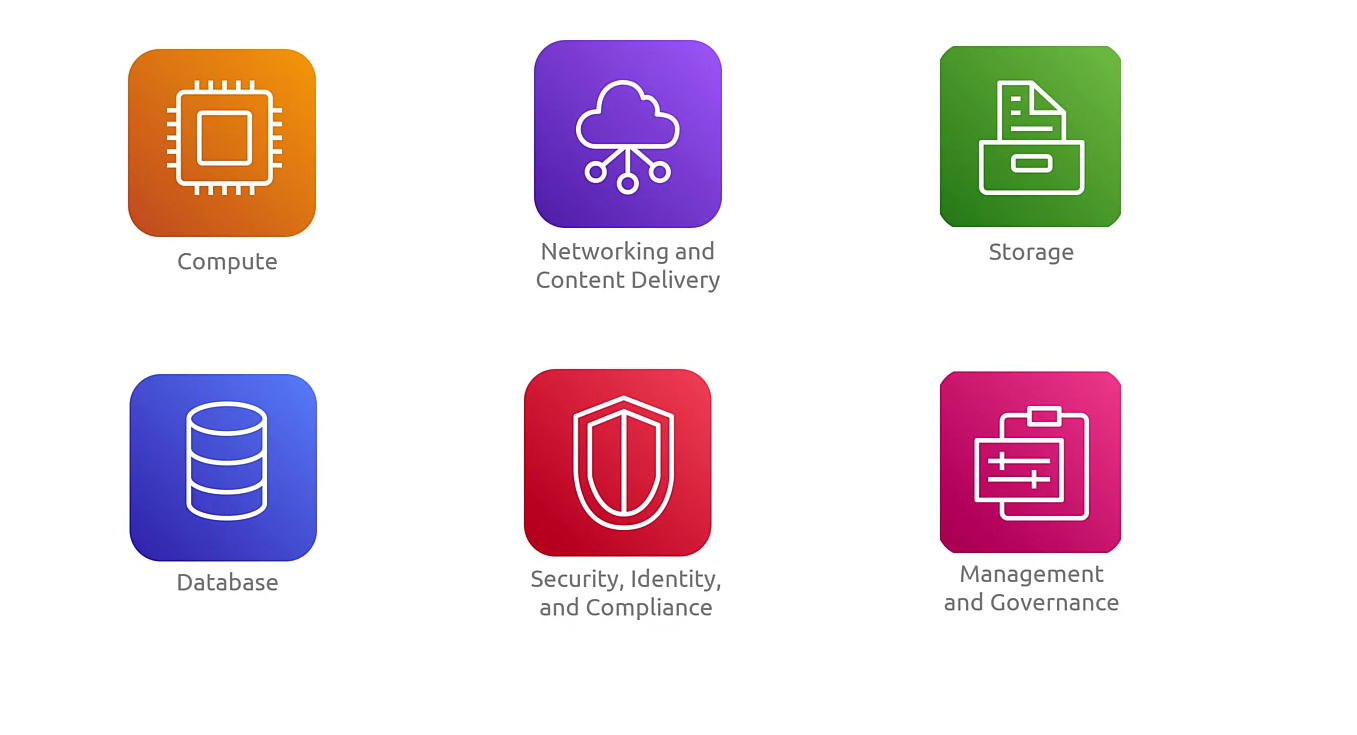 Compute
Networking and
Content Delivery
Storage
Database
Security, Identity,
and Compliance
Management
and Governance